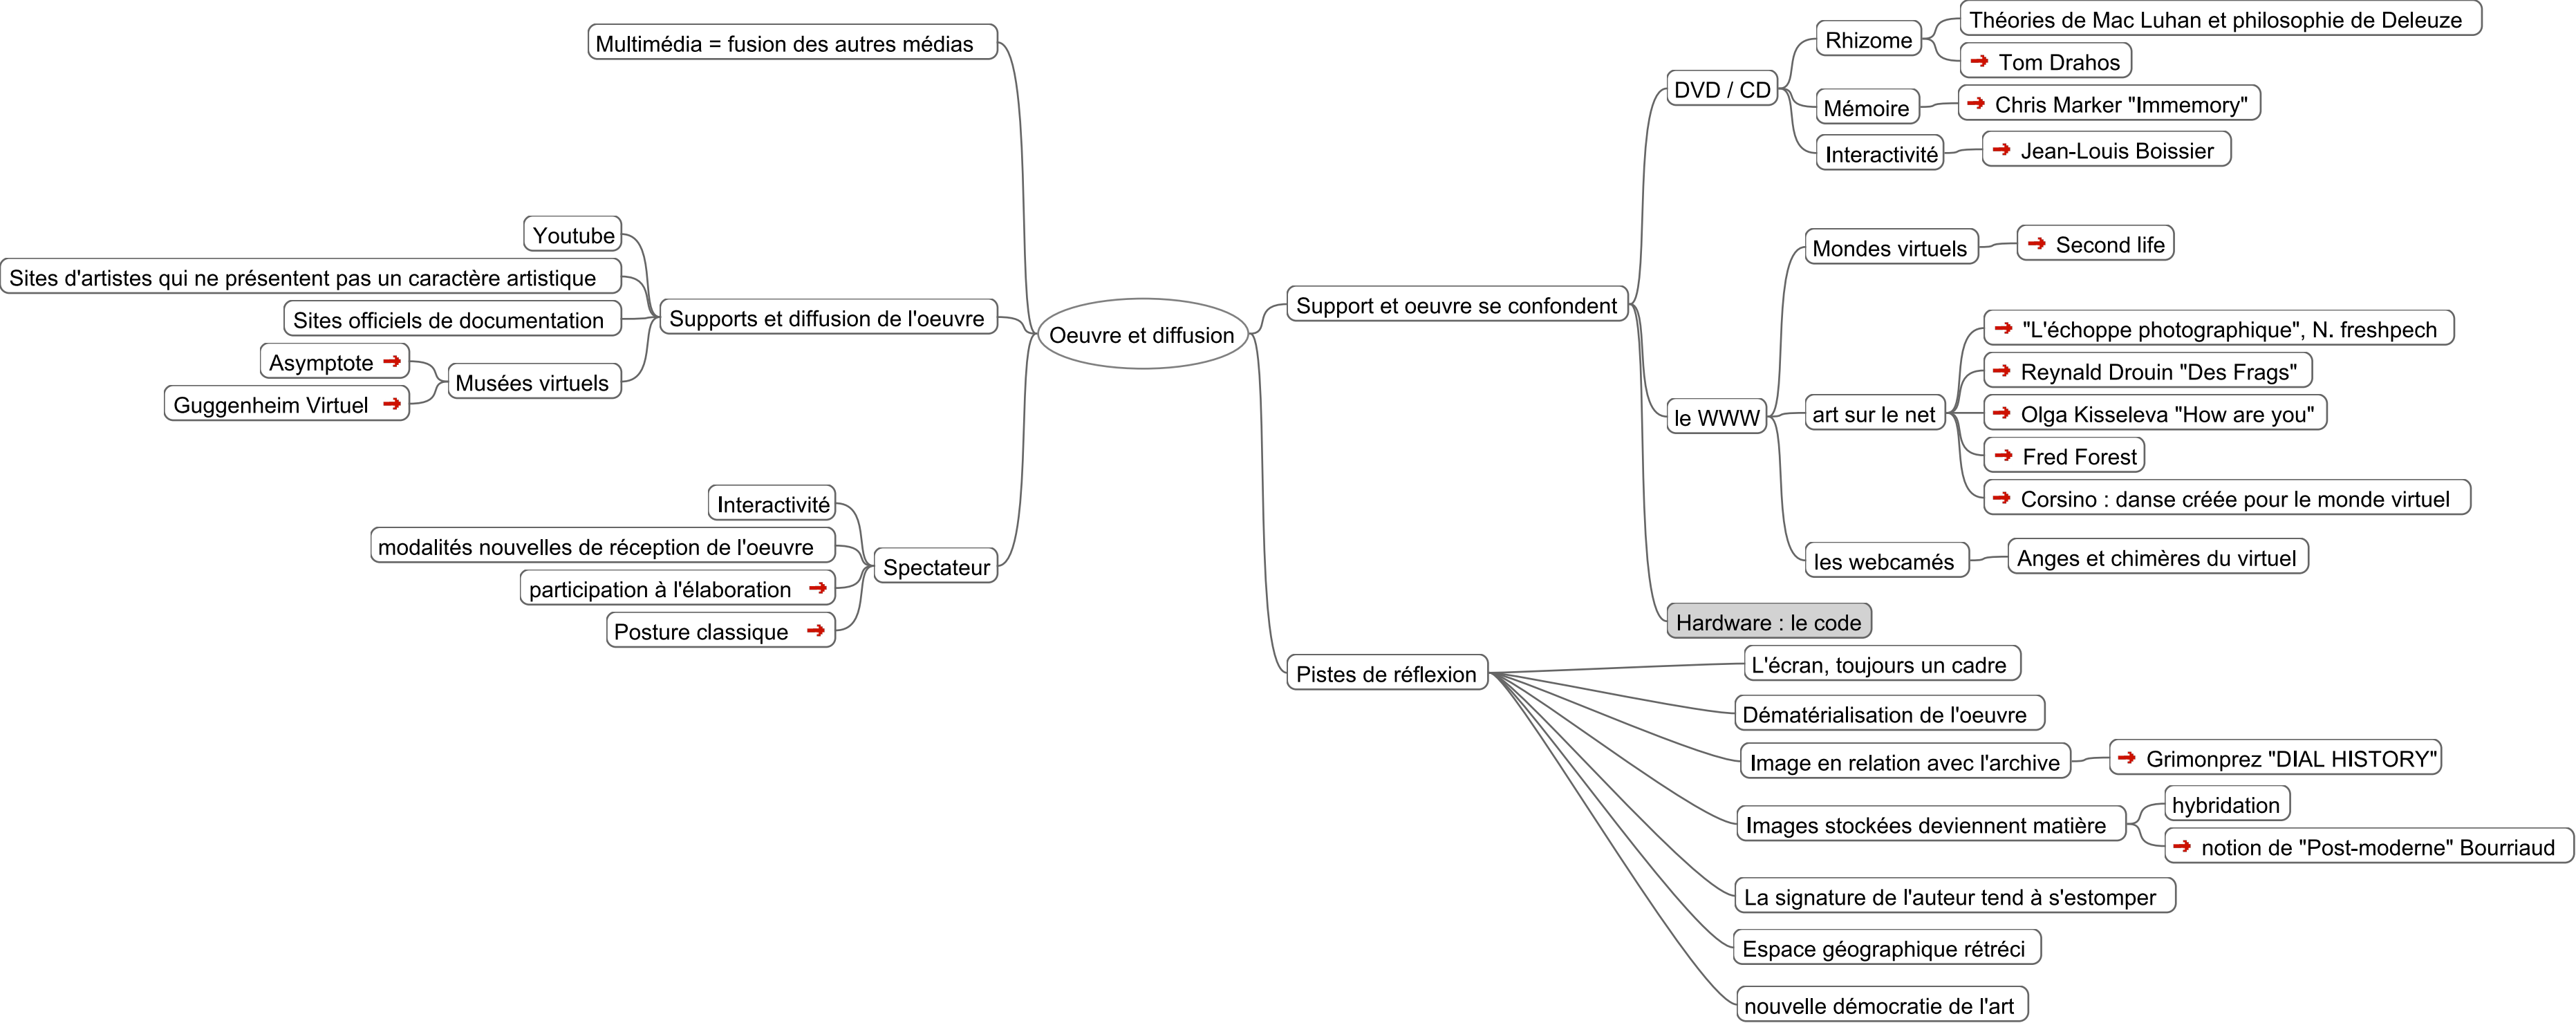 Multimédia = fusion des autres médias
Youtube
Sites d'artistes qui ne présentent pas un caractère artistique
Sites officiels de documentation
Asymptote
Guggenheim Virtuel
Musées virtuels
Supports et diffusion de l'oeuvre
Interactivité
modalités nouvelles de réception de l'oeuvre
participation à l'élaboration
Posture classique
Spectateur
Oeuvre et diffusion
Support et oeuvre se confondent
DVD / CD
Rhizome
Théories de Mac Luhan et philosophie de Deleuze
Tom Drahos
Mémoire
Chris Marker "Immemory"
Interactivité
Jean-Louis Boissier
le WWW
Mondes virtuels
Second life
art sur le net
"L'échoppe photographique", N. freshpech
Reynald Drouin "Des Frags"
Olga Kisseleva "How are you"
Fred Forest
Corsino : danse créée pour le monde virtuel
les webcamés
Anges et chimères du virtuel
Hardware : le code
Pistes de réflexion
L'écran, toujours un cadre
Dématérialisation de l'oeuvre
Image en relation avec l'archive
Grimonprez "DIAL HISTORY"
Images stockées deviennent matière
hybridation
notion de "Post-moderne" Bourriaud
La signature de l'auteur tend à s'estomper
Espace géographique rétréci
nouvelle démocratie de l'art